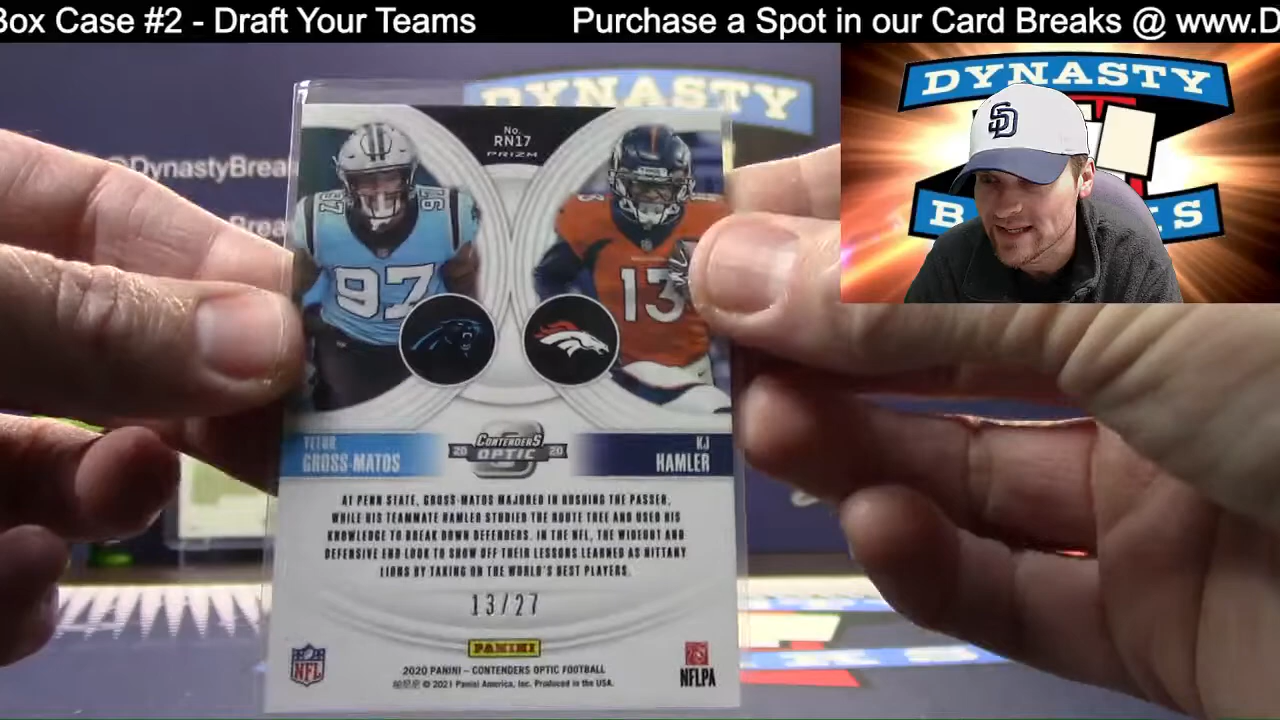 Box Case #2 - Draft Your Teams Purchase a Spot in our Card Breaks @ www.D
DYNASTY
@DynastyBrea
No.
RN17
PRIZM
DYNASTY
SD
B S
97
97
97
13
YETUR
GROSS-MATOS
20 CONTENDERS OPTIC 20
KJ
HAMLER
AT PENN STATE, GROSS-MATOS MAJORED IN RUSHING THE PASSER,
WHILE HIS TEAMMATE HAMLER STUDIED THE ROUTE TREE AND USED HIS
KNOWLEDGE TO BREAK DOWN DEFENDERS. IN THE NFL, THE WIDEOUT AND
DEFENSIVE END LOOK TO SHOW OFF THEIR LESSONS LEARNED AS NITTANY
LIONS BY TAKING ON THE WORLD'S BEST PLAYERS.
13/27
PANINI
NFL
2020 PANINI – CONTENDERS OPTIC FOOTBALL
© 2021 Panini America, Inc. Produced in the USA.
NFLPA